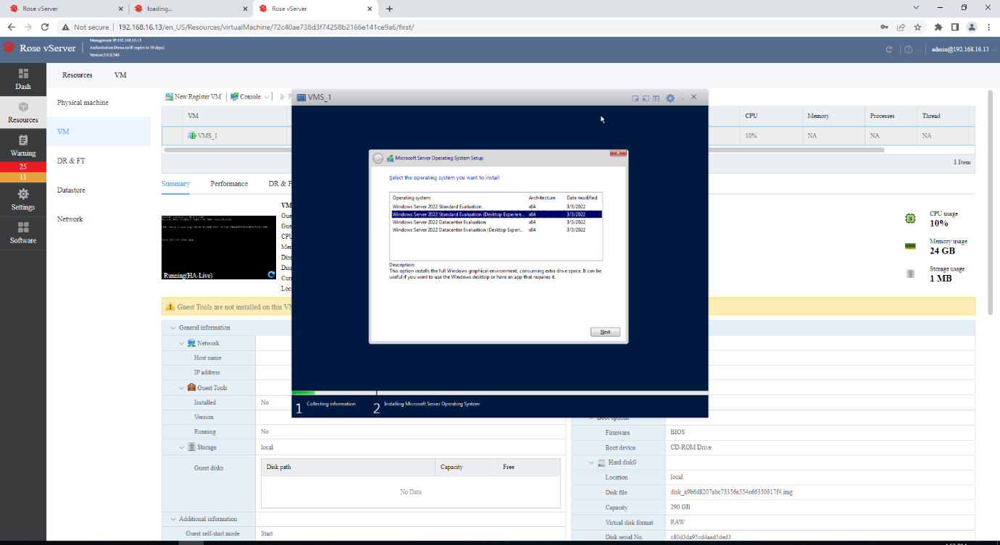 Rose vServer
loading...
Rose vServer
Not secure 192.168.16.13/en_US/Resources/virtualMachine/72c40ae738d3f74258b2166e141ce9a6/first/
Rose vServer
Management IP:192.168.16.13
Authorization:Demo (will expire in 30 days)
Version:3.0.0.346
admin@192.168.16.13
Dash
Resources
Warning
25
11
Settings
Software
Resources VM
Physical machine
VM
DR & FT
Datastore
Network
New/Register VM Console
VM CPU Memory Processes Thread
VMS_1 10% NA NA NA
1 Item
Summary Performance DR & F
Running(HA-Live)
VM
Gue
Gue
CPU
Mem
Disa
Disa
Curr
Loca
CPU usage
10%
Memory usage
24 GB
Storage usage
1 MB
Guest Tools are not installed on this VM
General information
Network
Host name
IP address
Guest Tools
Installed No
Version
Running No
Storage local
Guest disks
Disk path Capacity Free
No Data
Additional information
Guest self-start mode Start
Boot options
Firmware BIOS
Boot device CD-ROM Drive
Hard disk0
Location local
Disk file disk_a9b6d8207abc73356a554e66350817f4.img
Capacity 290 GB
Virtual disk format RAW
Disk serial No. c80d3da95cd4aad5ded3
VMS_1
Microsoft Server Operating System Setup
Select the operating system you want to install
Operating system Architecture Date modified
Windows Server 2022 Standard Evaluation x64 3/3/2022
Windows Server 2022 Standard Evaluation (Desktop Experien... x64 3/3/2022
Windows Server 2022 Datacenter Evaluation x64 3/3/2022
Windows Server 2022 Datacenter Evaluation (Desktop Experi... x64 3/3/2022
Description:
This option installs the full Windows graphical environment, consuming extra drive space. It can be
useful if you want to use the Windows desktop or have an app that requires it.
Next
1 Collecting information
2 Installing Microsoft Server Operating System